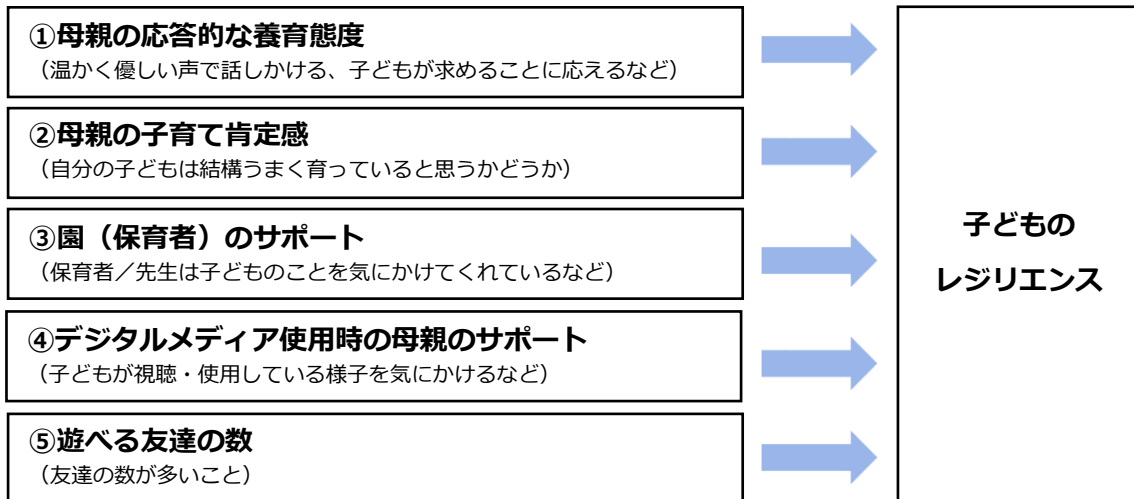 ①母親の応答的な養育態度
（温かく優しい声で話しかける、子どもが求めることに応えるなど）
②母親の子育て肯定感
（自分の子どもは結構うまく育っていると思うかどうか）
③園（保育者）のサポート
（保育者／先生は子どものことを気にかけてくれているなど）
④デジタルメディア使用時の母親のサポート
（子どもが視聴・使用している様子を気にかけるなど）
⑤遊べる友達の数
（友達の数が多いこと）
子どもの
レジリエンス